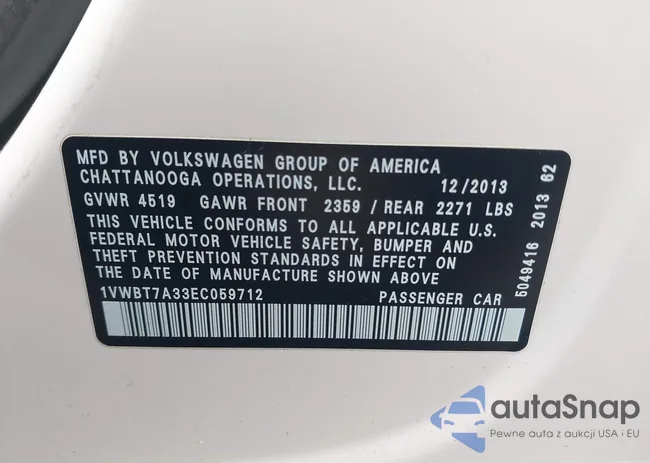 MFD BY VOLKSWAGEN GROUP OF AMERICA
CHATTANOOGA OPERATIONS, LLC. 12/2013
GVWR 4519 GAWR FRONT 2359 / REAR 2271 LBS
THIS VEHICLE CONFORMS TO ALL APPLICABLE U.S.
FEDERAL MOTOR VEHICLE SAFETY, BUMPER AND
THEFT PREVENTION STANDARDS IN EFFECT ON
THE DATE OF MANUFACTURE SHOWN ABOVE
1VWBT7A33EC059712 PASSENGER CAR
5049416 2013 62
autaSnap
Pewne auta z aukcji USA i EU